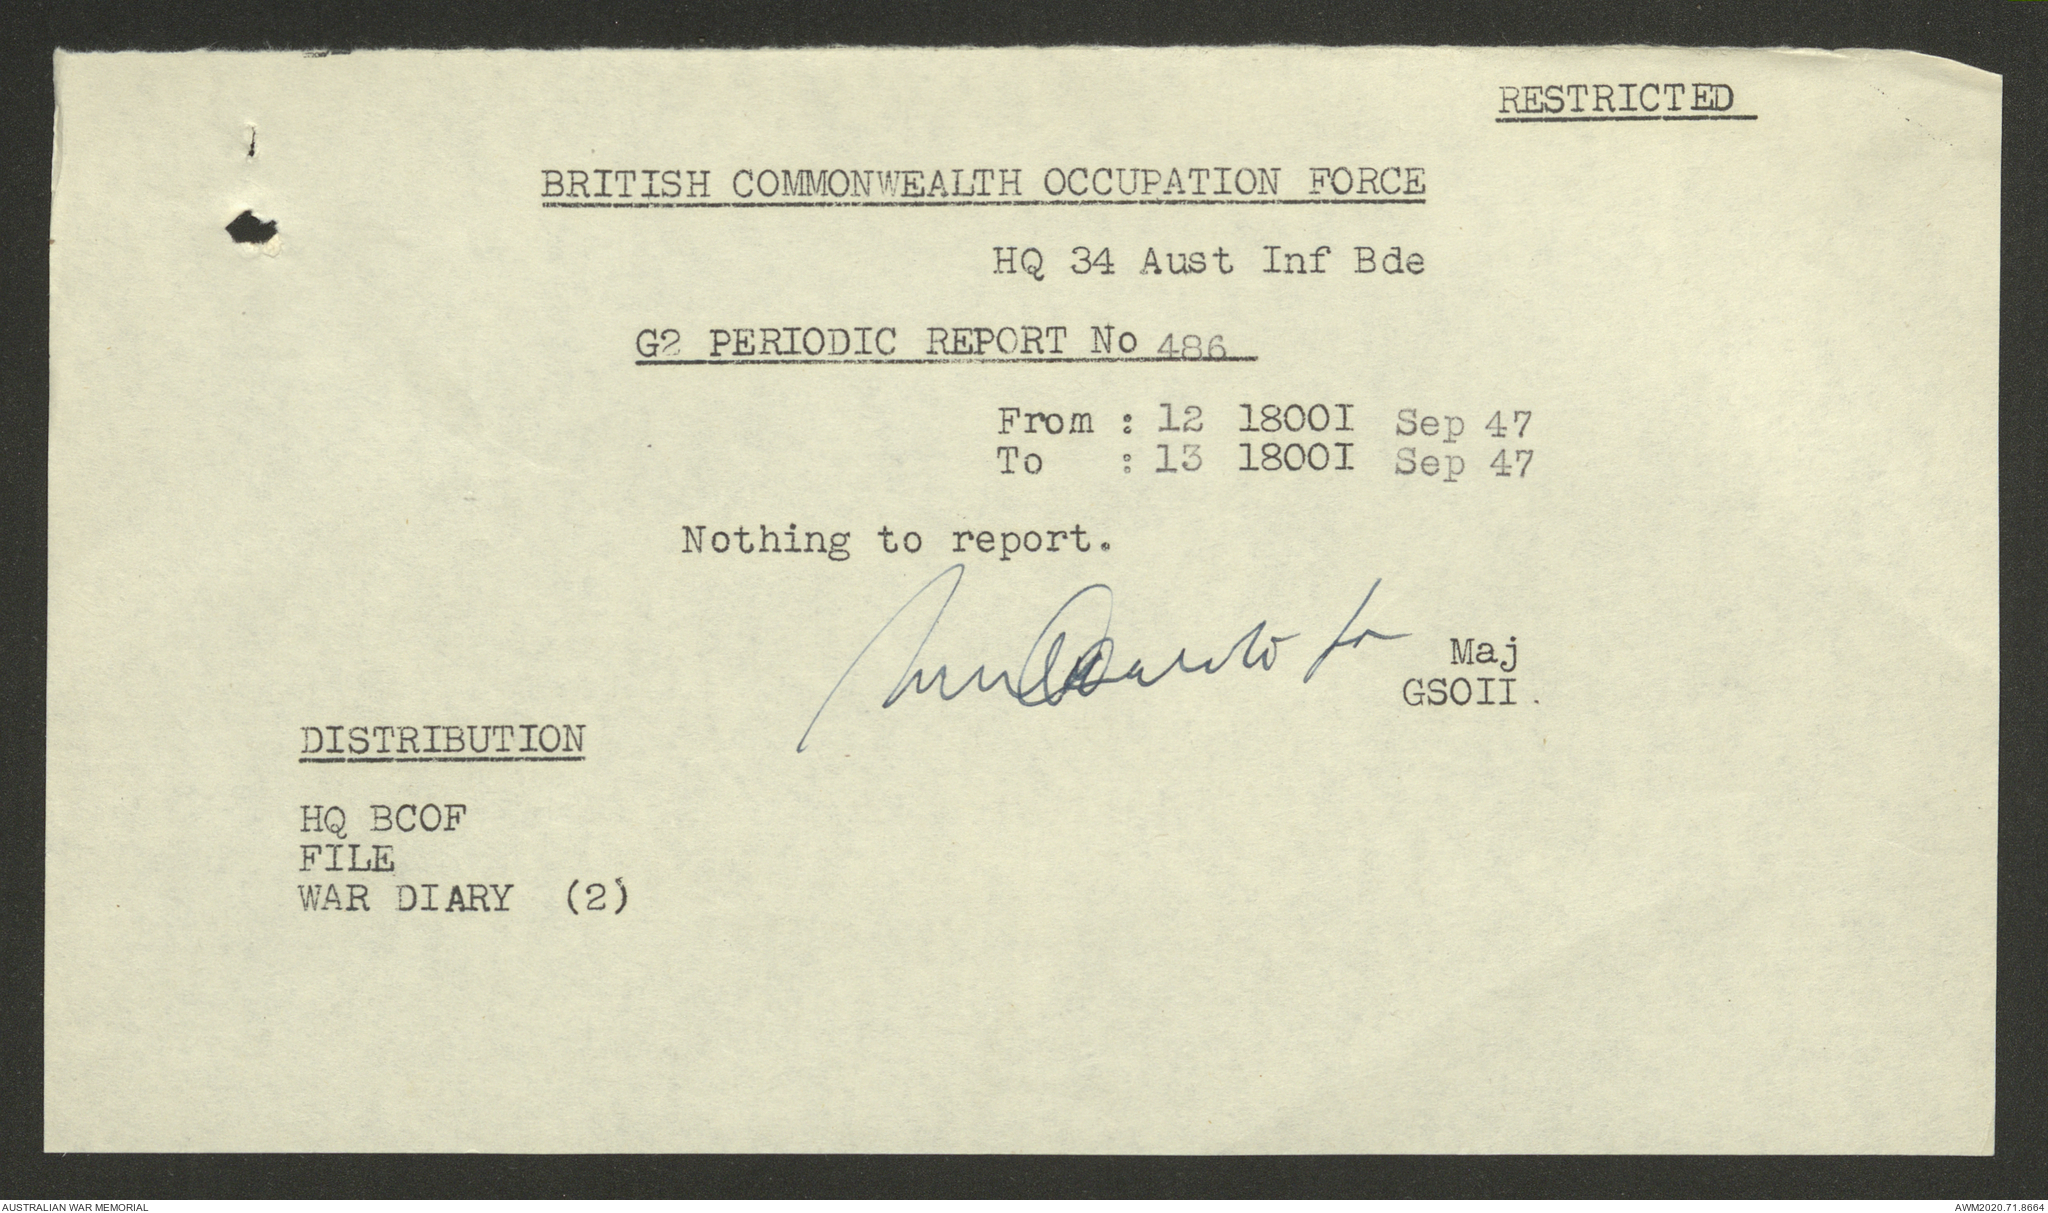 RESTRICTED
BRITISH COMMONWEALTH OCCUPATION FORCE
HQ 34 Aust Inf Bde
G2 PERIODIC REPORT No 486
From : 12 1800I Sep 47
To : 13 1800I Sep 47
Nothing to report.
for Maj
GSOII.
DISTRIBUTION
HQ BCOF
FILE
WAR DIARY (2)
AUSTRALIAN WAR MEMORIAL
AWM2020.71.8664